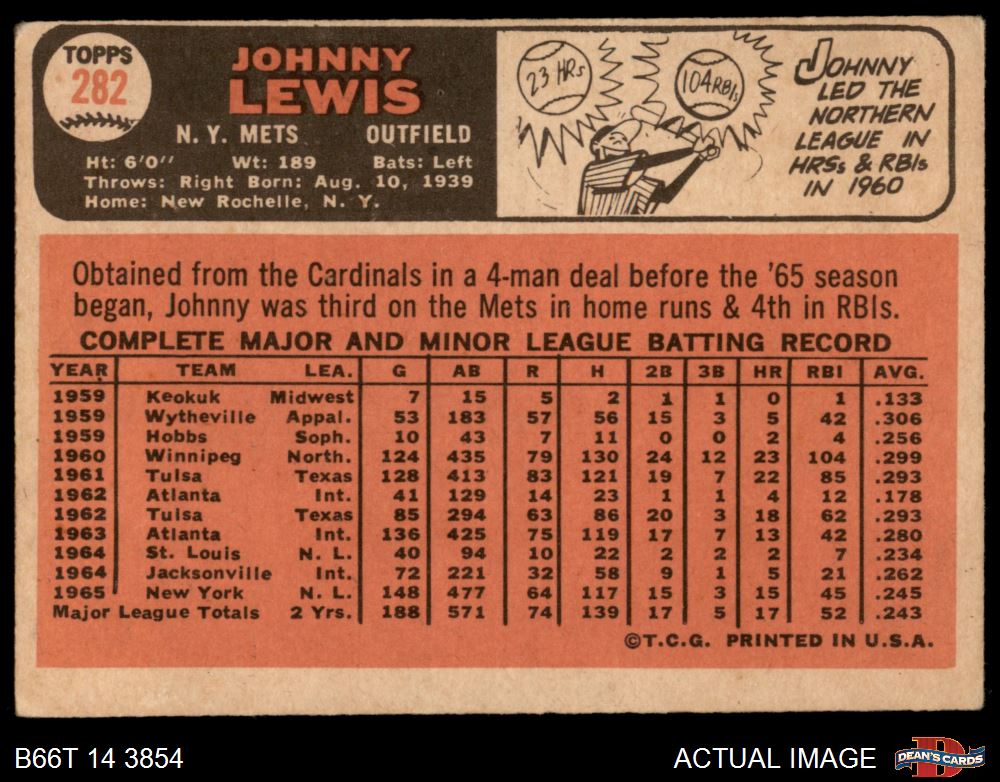 TOPPS
282
JOHNNY
LEWIS
N. Y. METS OUTFIELD
Ht: 6'0" Wt: 189 Bats: Left
Throws: Right Born: Aug. 10, 1939
Home: New Rochelle, N. Y.
23 HRs
104 RBIs
JOHNNY
LED THE
NORTHERN
LEAGUE IN
HRSs & RBIs
IN 1960
Obtained from the Cardinals in a 4-man deal before the '65 season
began, Johnny was third on the Mets in home runs & 4th in RBIs.
COMPLETE MAJOR AND MINOR LEAGUE BATTING RECORD
YEAR TEAM LEA. G AB R H 2B 3B HR RBI AVG.
1959 Keokuk Midwest 7 15 5 2 1 1 0 1 .133
1959 Wytheville Appal. 53 183 57 56 15 3 5 42 .306
1959 Hobbs Soph. 10 43 7 11 0 0 2 4 .256
1960 Winnipeg North. 124 435 79 130 24 12 23 104 .299
1961 Tulsa Texas 128 413 83 121 19 7 22 85 .293
1962 Atlanta Int. 41 129 14 23 1 1 4 12 .178
1962 Tulsa Texas 85 294 63 86 20 3 18 62 .293
1963 Atlanta Int. 136 425 75 119 17 7 13 42 .280
1964 St. Louis N. L. 40 94 10 22 2 2 2 7 .234
1964 Jacksonville Int. 72 221 32 58 9 1 5 21 .262
1965 New York N. L. 148 477 64 117 15 3 15 45 .245
Major League Totals 2 Yrs. 188 571 74 139 17 5 17 52 .243
©T.C.G. PRINTED IN U.S.A.
B66T 14 3854 ACTUAL IMAGE
D
DEAN'S CARDS